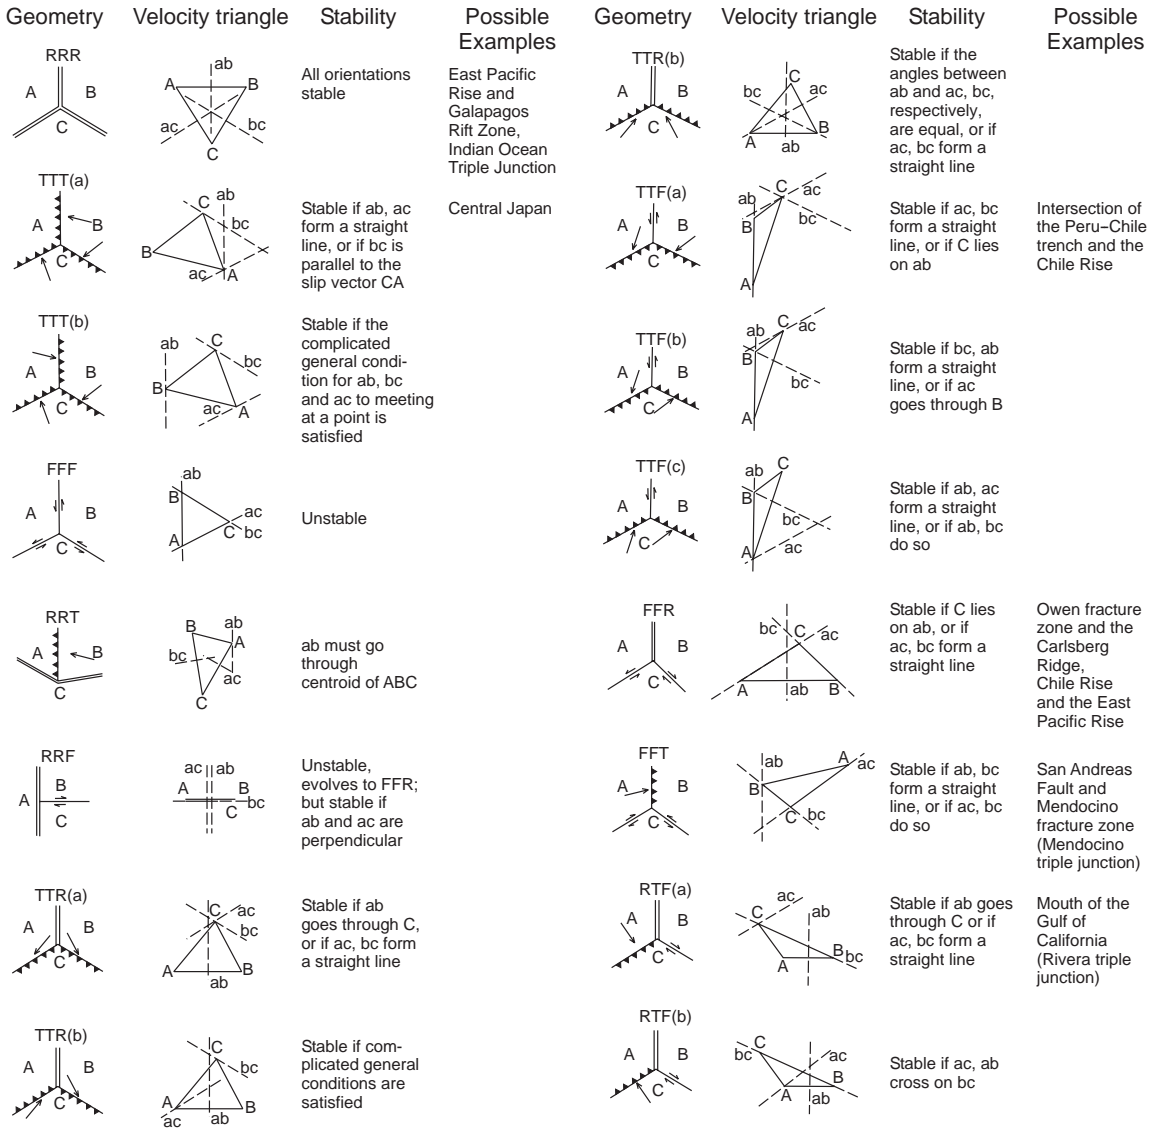 Geometry Velocity triangle Stability Possible Examples Geometry Velocity triangle Stability Possible Examples
RRR
A B
C
ab
A B
ac bc
C
All orientations
stable
East Pacific
Rise and
Galapagos
Rift Zone,
Indian Ocean
Triple Junction
TTT(a)
A B
C
C ab
bc
B
ac A
Stable if ab, ac
form a straight
line, or if bc is
parallel to the
slip vector CA
Central Japan
TTT(b)
A B
C
ab C
bc
B
ac A
Stable if the
complicated
general condi-
tion for ab, bc
and ac to meeting
at a point is
satisfied
FFF
A B
C
ab
B
ac
C bc
A
Unstable
RRT
A B
C
B ab
A
bc
ac
C
ab must go
through
centroid of ABC
RRF
B
A
C
ac ab
A B
C bc
Unstable,
evolves to FFR;
but stable if
ab and ac are
perpendicular
TTR(a)
A B
C
C ac
bc
A B
ab
Stable if ab
goes through C,
or if ac, bc form
a straight line
TTR(b)
A B
C
C
bc
A B
ac ab
Stable if com-
plicated general
conditions are
satisfied
TTR(b)
A B
C
C
bc ac
A B
ab
Stable if the
angles between
ab and ac, bc,
respectively,
are equal, or if
ac, bc form a
straight line
TTF(a)
A B
C
C ac
ab
B bc
A
Stable if ac, bc
form a straight
line, or if C lies
on ab
Intersection of
the Peru–Chile
trench and the
Chile Rise
TTF(b)
A B
C
C ac
ab
B
bc
A
Stable if bc, ab
form a straight
line, or if ac
goes through B
TTF(c)
A B
C
C
ab
B
bc
A ac
Stable if ab, ac
form a straight
line, or if ab, bc
do so
FFR
A B
C
bc C ac
A ab B
Stable if C lies
on ab, or if
ac, bc form a
straight line
Owen fracture
zone and the
Carlsberg
Ridge,
Chile Rise
and the East
Pacific Rise
FFT
A B
C
ab A
ac
B
C bc
Stable if ab, bc
form a straight
line, or if ac, bc
do so
San Andreas
Fault and
Mendocino
fracture zone
(Mendocino
triple junction)
RTF(a)
A B
C
ac
C ab
A B bc
Stable if ab goes
through C or if
ac, bc form a
straight line
Mouth of the
Gulf of
California
(Rivera triple
junction)
RTF(b)
A B
C
C
bc ac
A B
ab
Stable if ac, ab
cross on bc